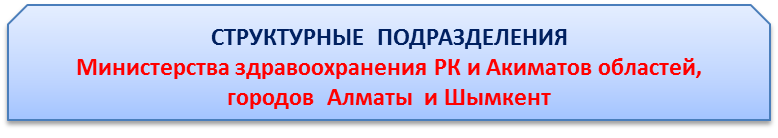 СТРУКТУРНЫЕ ПОДРАЗДЕЛЕНИЯ
Министерства здравоохранения РК и Акиматов областей,
городов Алматы и Шымкент